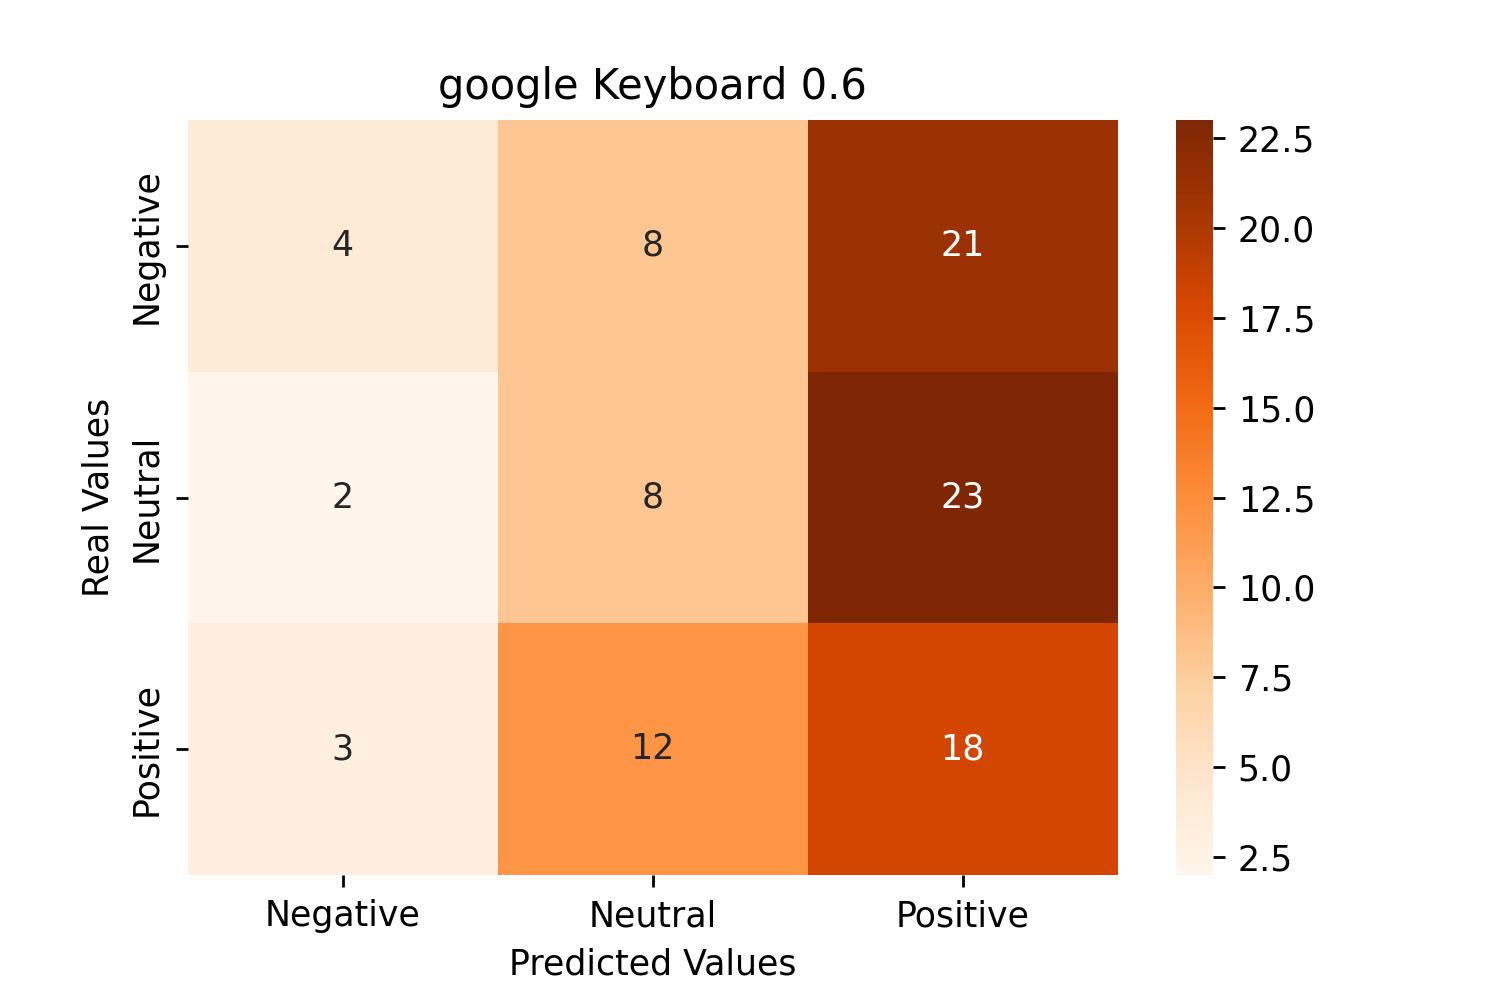 google Keyboard 0.6
Real Values
Negative
4
8
21
Neutral
2
8
23
Positive
3
12
18
Negative
Neutral
Positive
Predicted Values
22.5
20.0
17.5
15.0
12.5
10.0
7.5
5.0
2.5